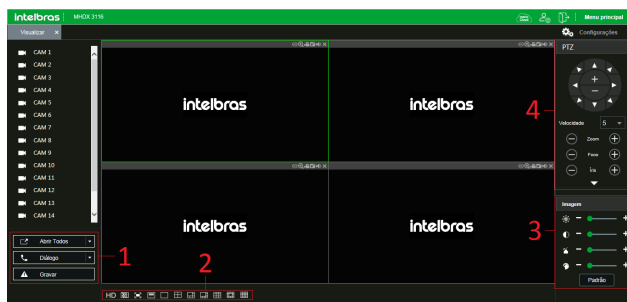 intelbras MHDX 3116 Menu principal
Visualizar × Configurações
PTZ
CAM 1
CAM 2
CAM 3
CAM 4
CAM 5
CAM 6
CAM 7
CAM 8
CAM 9
CAM 10
CAM 11
CAM 12
CAM 13
CAM 14
intelbras intelbras
intelbras intelbras
4
Velocidade 5
Zoom
Foco
Íris
Imagem
3
Padrão
Abrir Todos
Diálogo
Gravar
1
2
HD